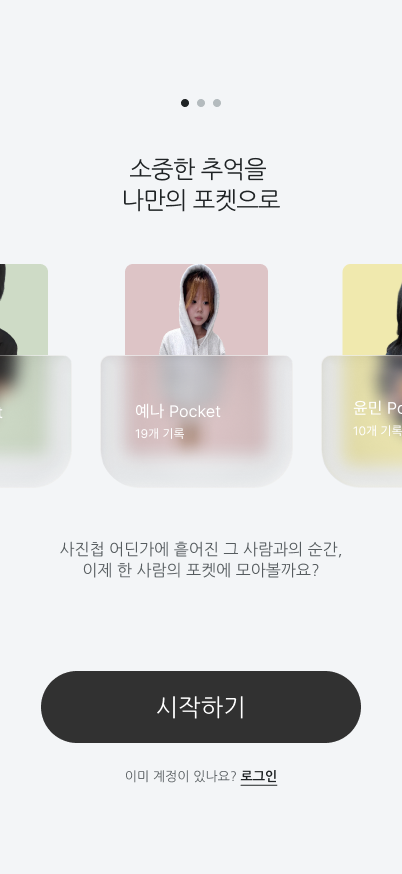 소중한 추억을
나만의 포켓으로
예나 Pocket
19개 기록
윤민
10개 기록
사진첩 어딘가에 흩어진 그 사람과의 순간,
이제 한 사람의 포켓에 모아볼까요?
시작하기
이미 계정이 있나요? 로그인